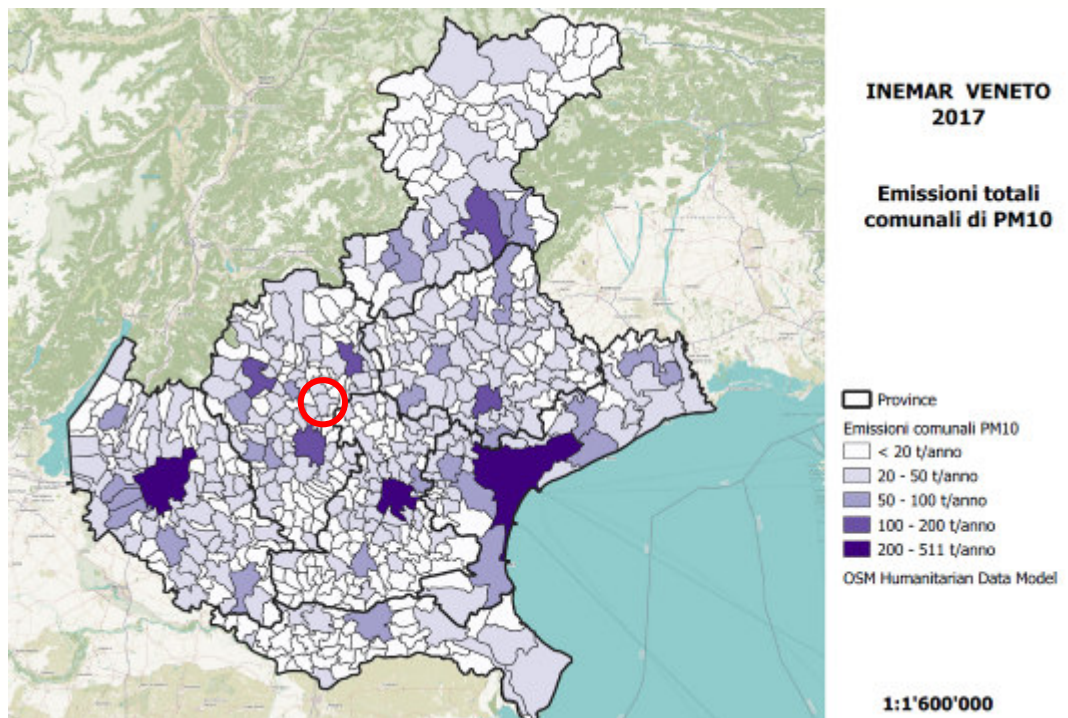 INEMAR VENETO
2017
Emissioni totali
comunali di PM10
Province
Emissioni comunali PM10
< 20 t/anno
20 - 50 t/anno
50 - 100 t/anno
100 - 200 t/anno
200 - 511 t/anno
OSM Humanitarian Data Model
1:1'600'000